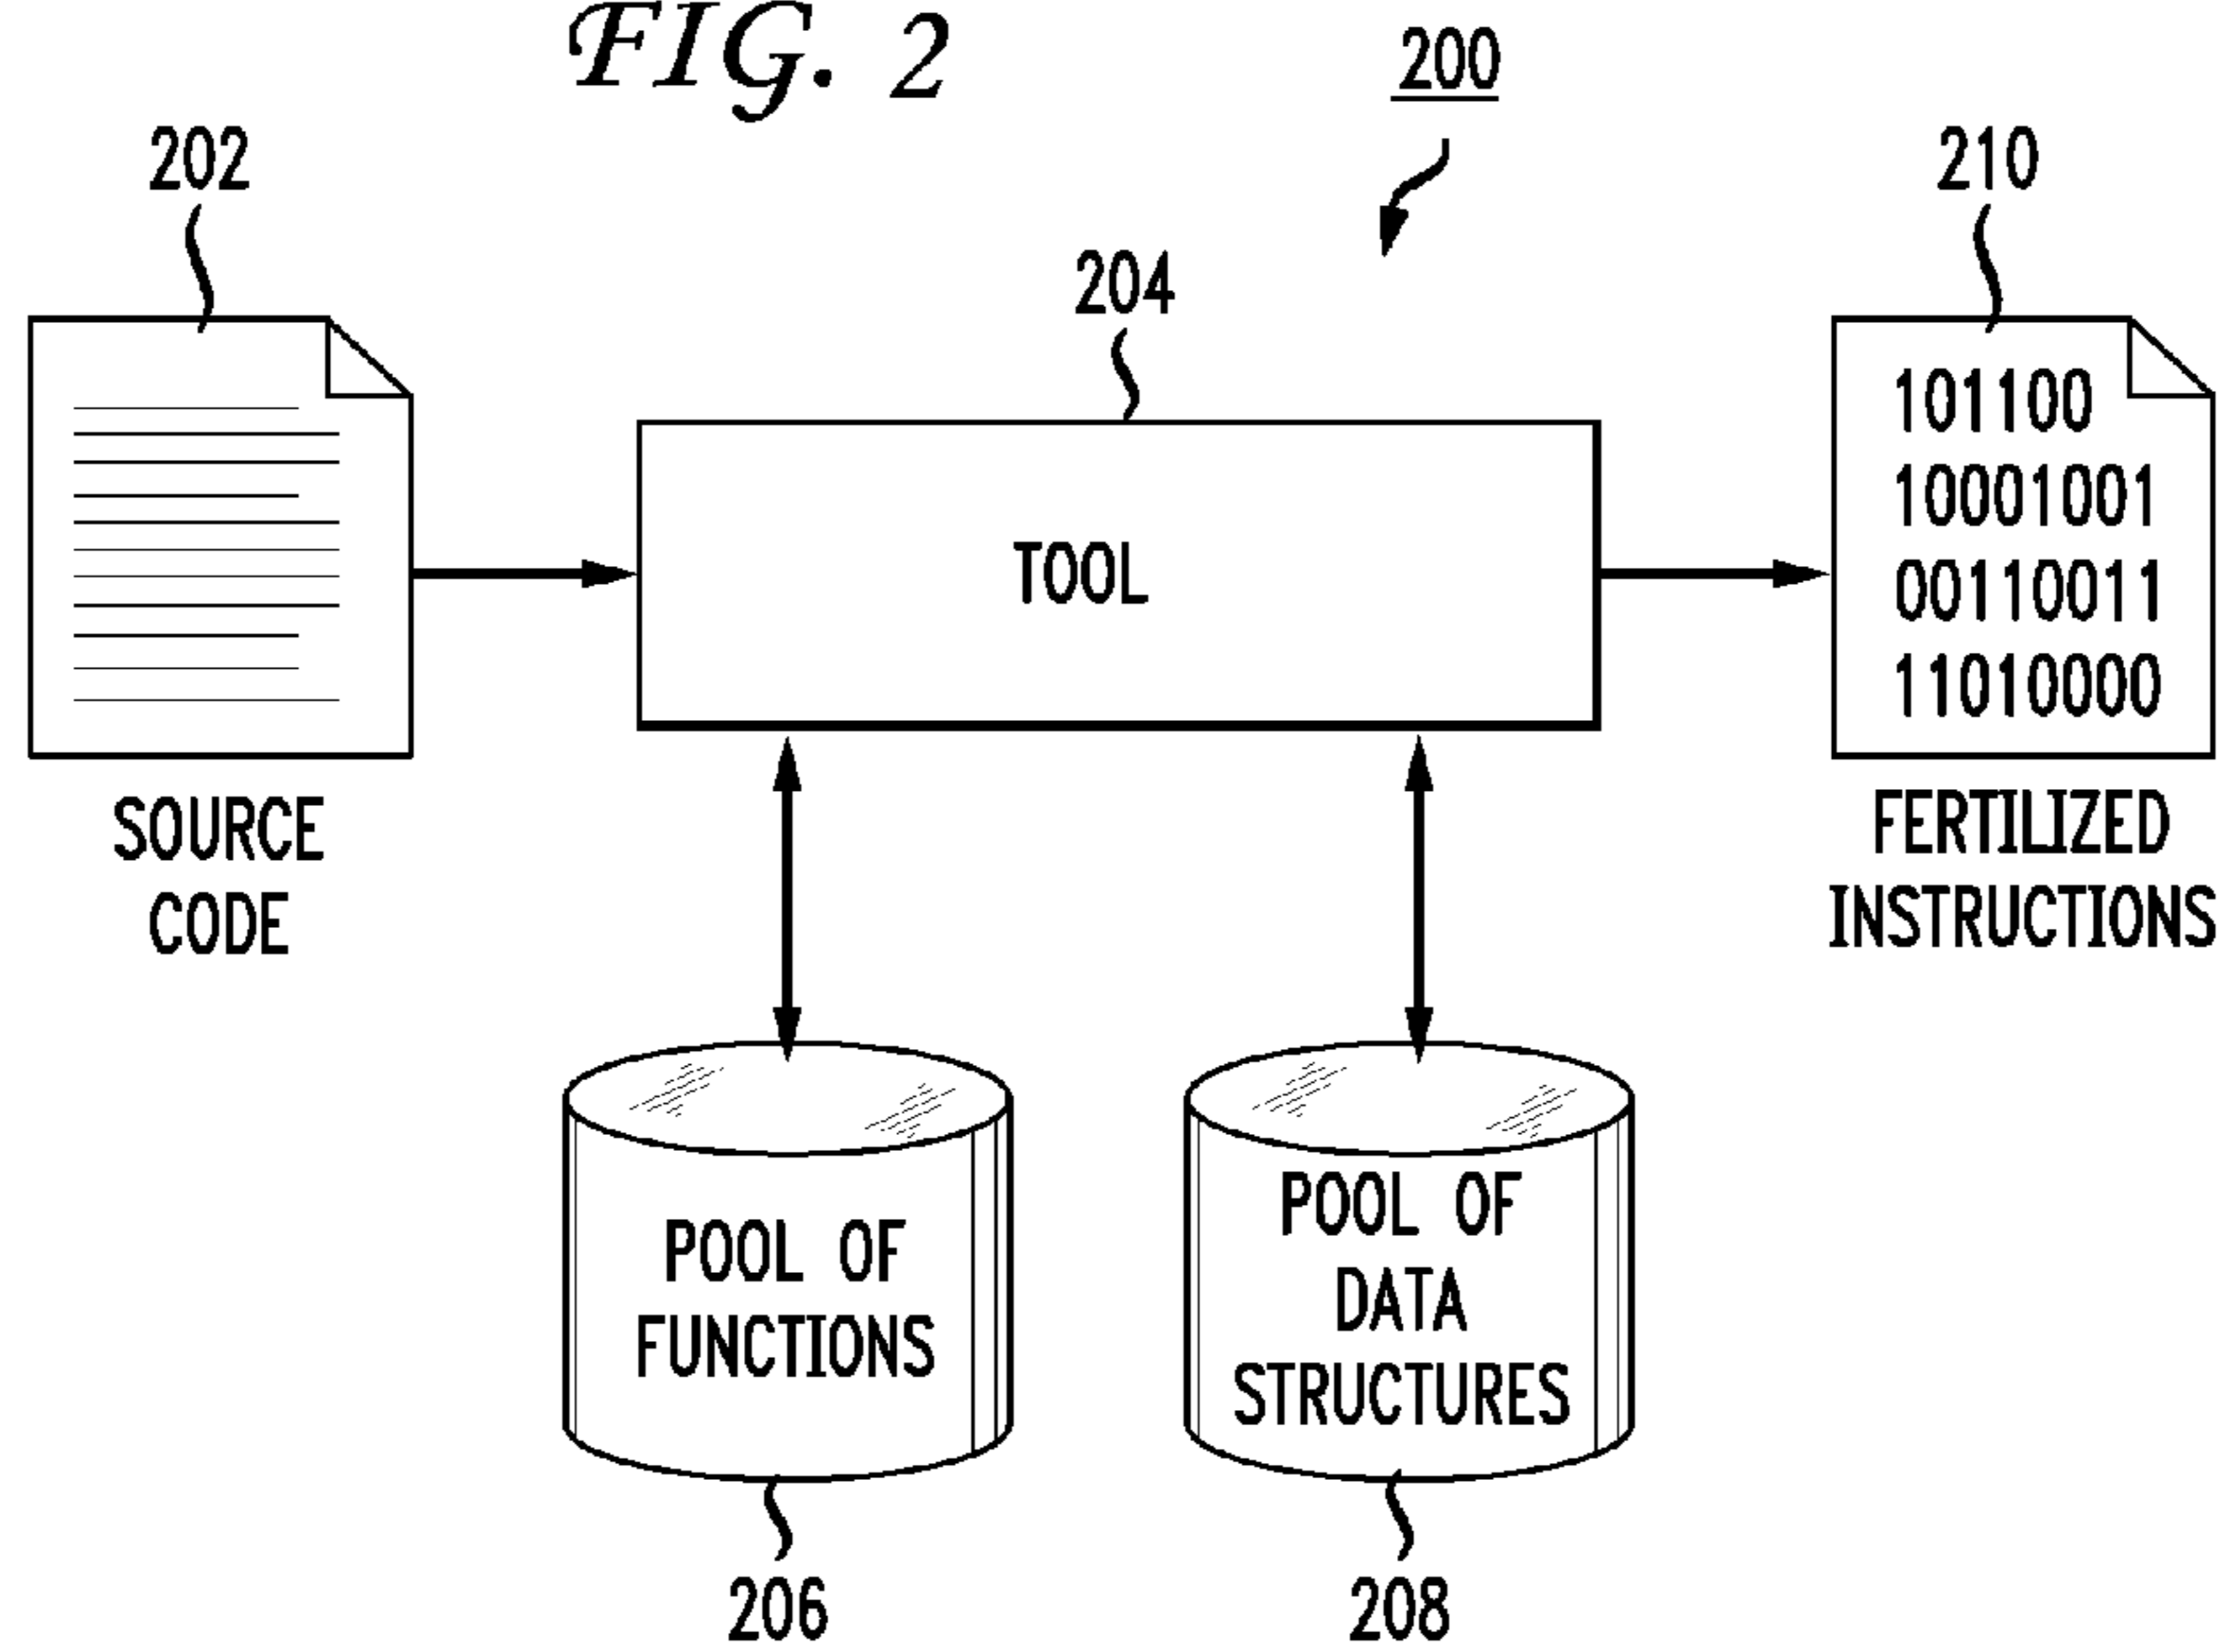 FIG. 2
200
202
210
204
101100
10001001
00110011
11010000
TOOL
SOURCE
CODE
FERTILIZED
INSTRUCTIONS
POOL OF
FUNCTIONS
POOL OF
DATA
STRUCTURES
206
208